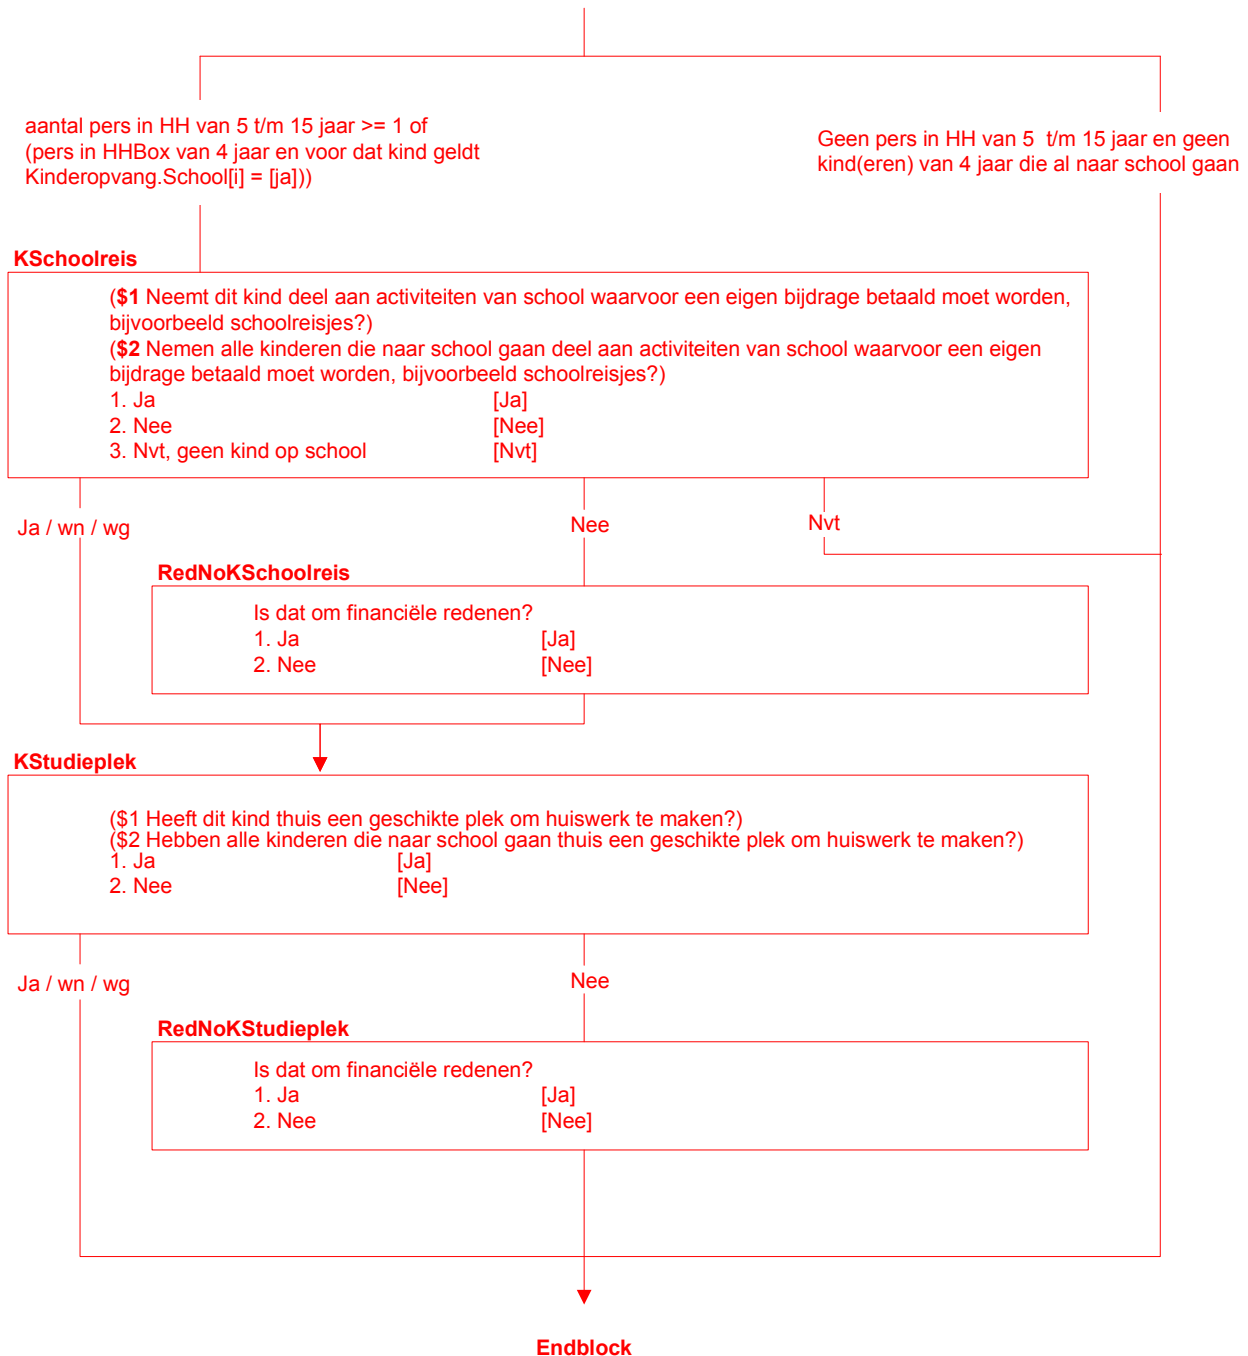 aantal pers in HH van 5 t/m 15 jaar >= 1 of
(pers in HHBox van 4 jaar en voor dat kind geldt
Kinderopvang.School[i] = [ja]))
Geen pers in HH van 5 t/m 15 jaar en geen
kind(eren) van 4 jaar die al naar school gaan
KSchoolreis
($1 Neemt dit kind deel aan activiteiten van school waarvoor een eigen bijdrage betaald moet worden,
bijvoorbeeld schoolreisjes?)
($2 Nemen alle kinderen die naar school gaan deel aan activiteiten van school waarvoor een eigen
bijdrage betaald moet worden, bijvoorbeeld schoolreisjes?)
1. Ja [Ja]
2. Nee [Nee]
3. Nvt, geen kind op school [Nvt]
Ja / wn / wg
Nee
Nvt
RedNoKSchoolreis
Is dat om financiële redenen?
1. Ja [Ja]
2. Nee [Nee]
KStudieplek
($1 Heeft dit kind thuis een geschikte plek om huiswerk te maken?)
($2 Hebben alle kinderen die naar school gaan thuis een geschikte plek om huiswerk te maken?)
1. Ja [Ja]
2. Nee [Nee]
Ja / wn / wg
Nee
RedNoKStudieplek
Is dat om financiële redenen?
1. Ja [Ja]
2. Nee [Nee]
Endblock